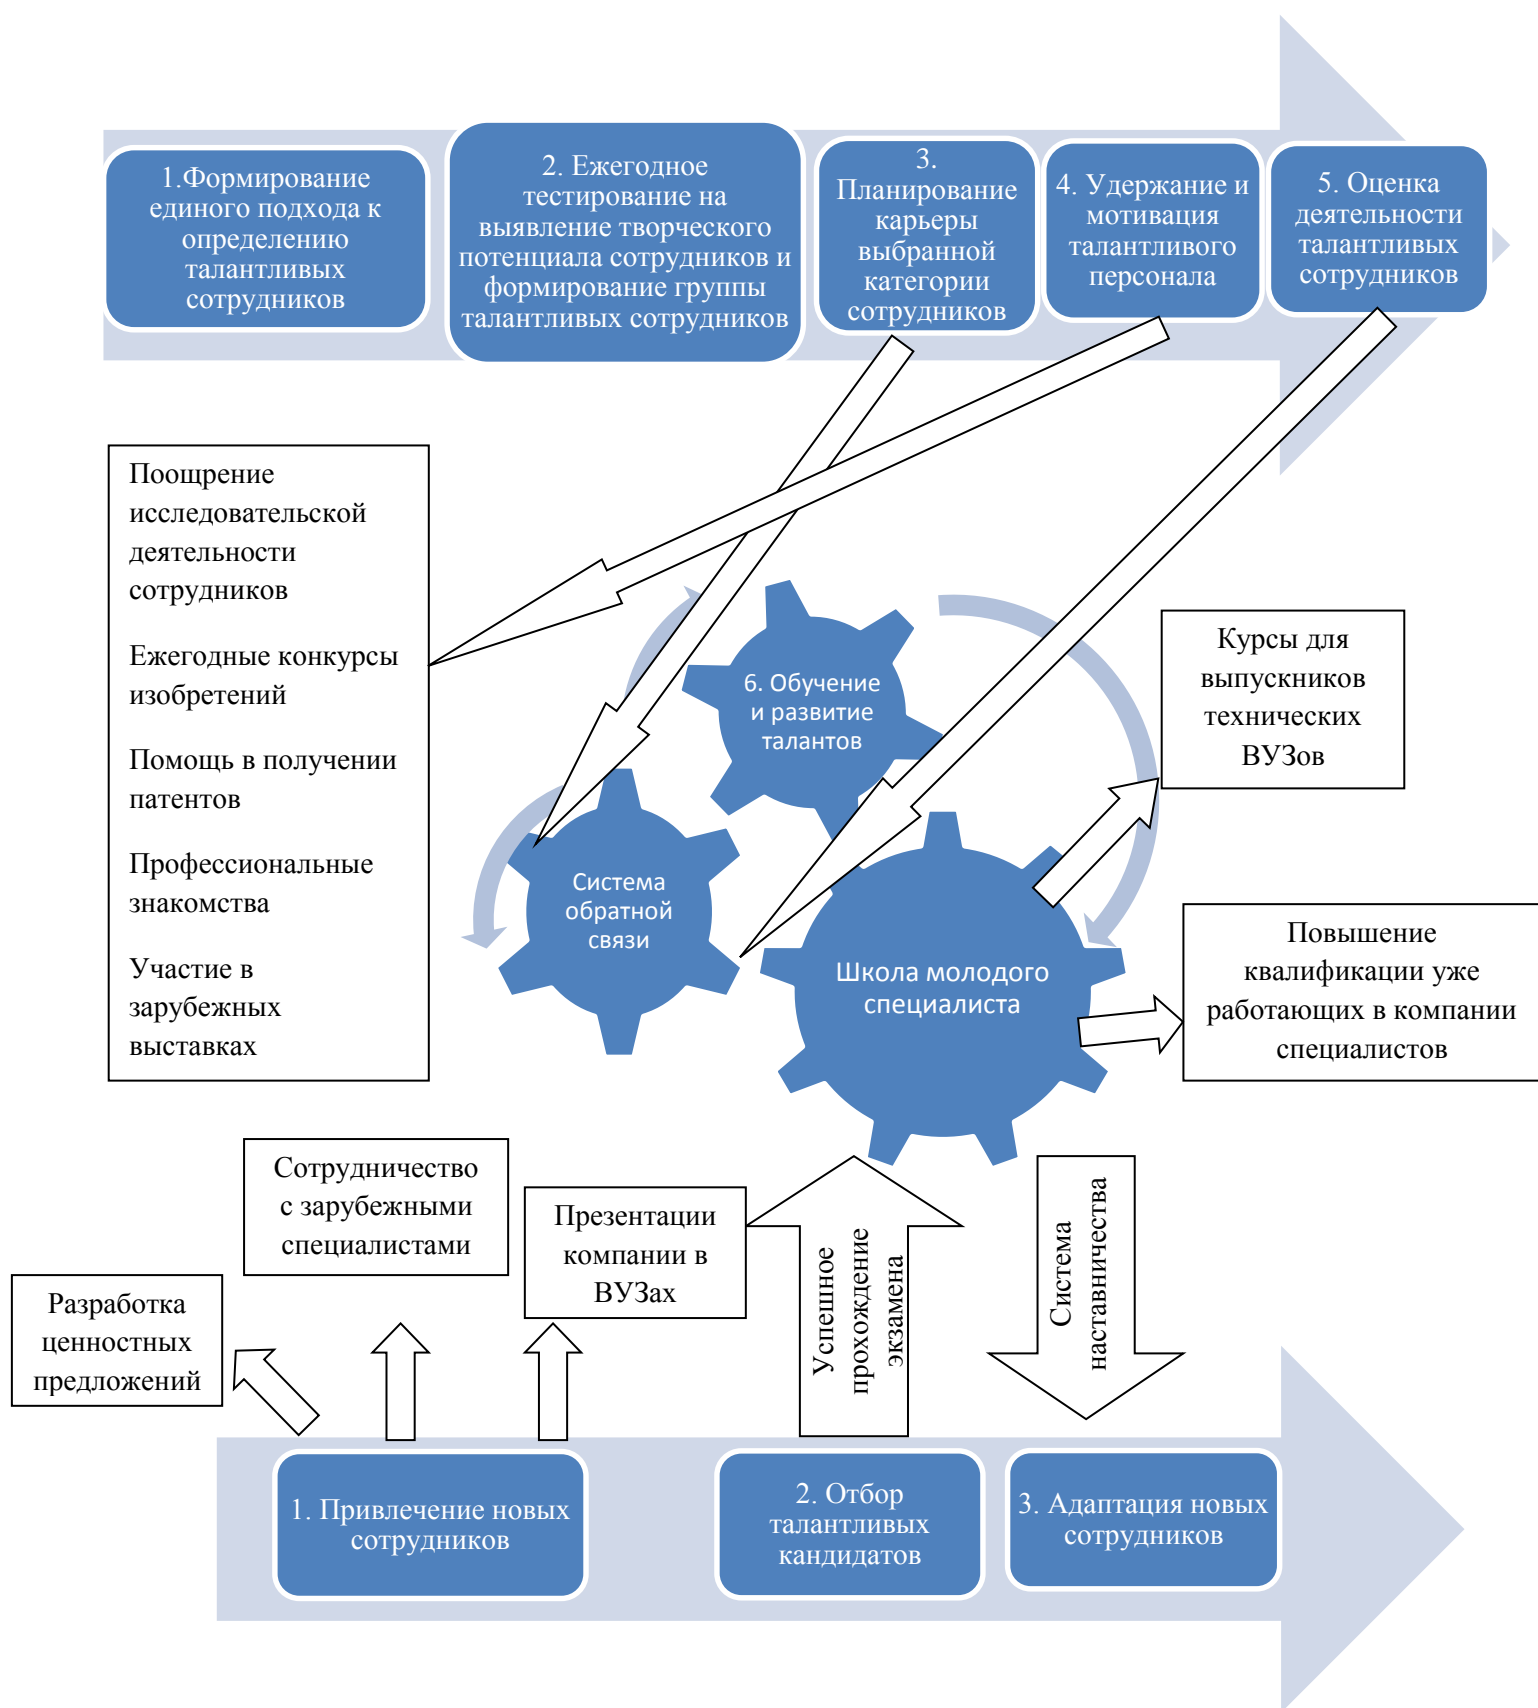 1.Формирование
единого подхода к
определению
талантливых
сотрудников
2. Ежегодное
тестирование на
выявление творческого
потенциала сотрудников и
формирование группы
талантливых сотрудников
3.
Планирование
карьеры
выбранной
категории
сотрудников
4. Удержание и
мотивация
талантливого
персонала
5. Оценка
деятельности
талантливых
сотрудников
Поощрение
исследовательской
деятельности
сотрудников
Ежегодные конкурсы
изобретений
Помощь в получении
патентов
Профессиональные
знакомства
Участие в
зарубежных
выставках
6. Обучение
и развитие
талантов
Система
обратной
связи
Школа молодого
специалиста
Курсы для
выпускников
технических
ВУЗов
Повышение
квалификации уже
работающих в компании
специалистов
Сотрудничество
с зарубежными
специалистами
Презентации
компании в
ВУЗах
Разработка
ценностных
предложений
Успешное
прохождение
экзамена
Система
наставничества
1. Привлечение новых
сотрудников
2. Отбор
талантливых
кандидатов
3. Адаптация новых
сотрудников